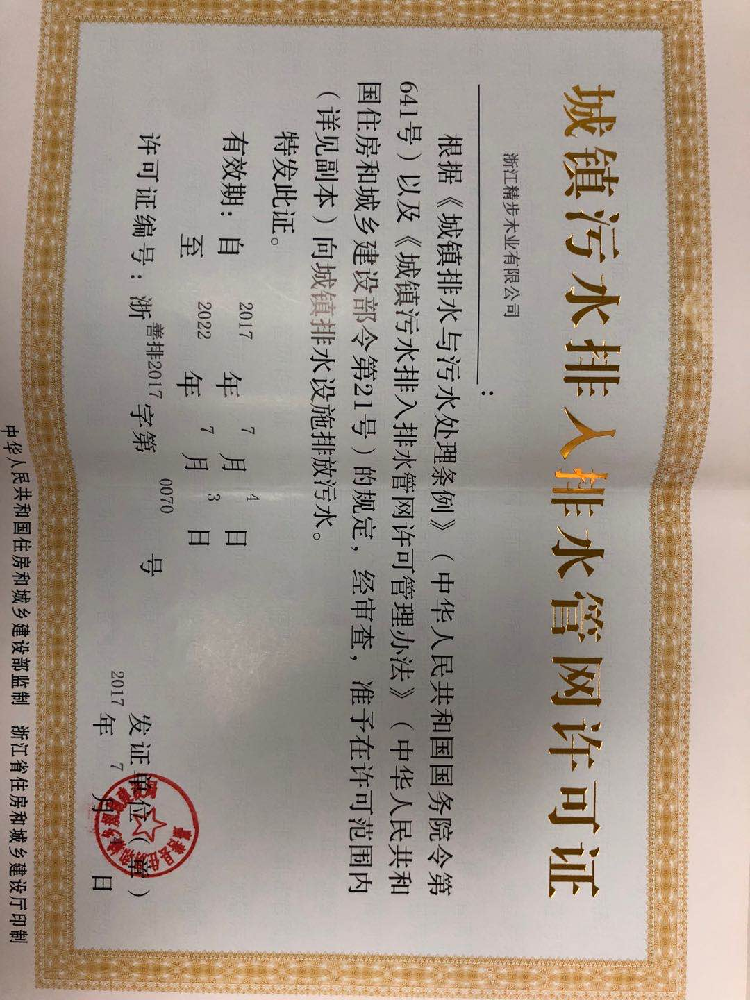 城镇污水排入排水管网许可证
浙江精步木业有限公司
：
根据《城镇排水与污水处理条例》（中华人民共和国国务院令第
641号）以及《城镇污水排入排水管网许可管理办法》（中华人民共和
国住房和城乡建设部令第21号）的规定，经审查，准予在许可范围内
（详见副本）向城镇排水设施排放污水。
特发此证。
有效期：自 2017 年 7 月 4 日
至 2022 年 7 月 3 日
许可证编号：浙 善排2017 字第 0070 号
发证单位（章）
2017 年 7 月 4 日
中华人民共和国住房和城乡建设部监制 浙江省住房和城乡建设厅印制